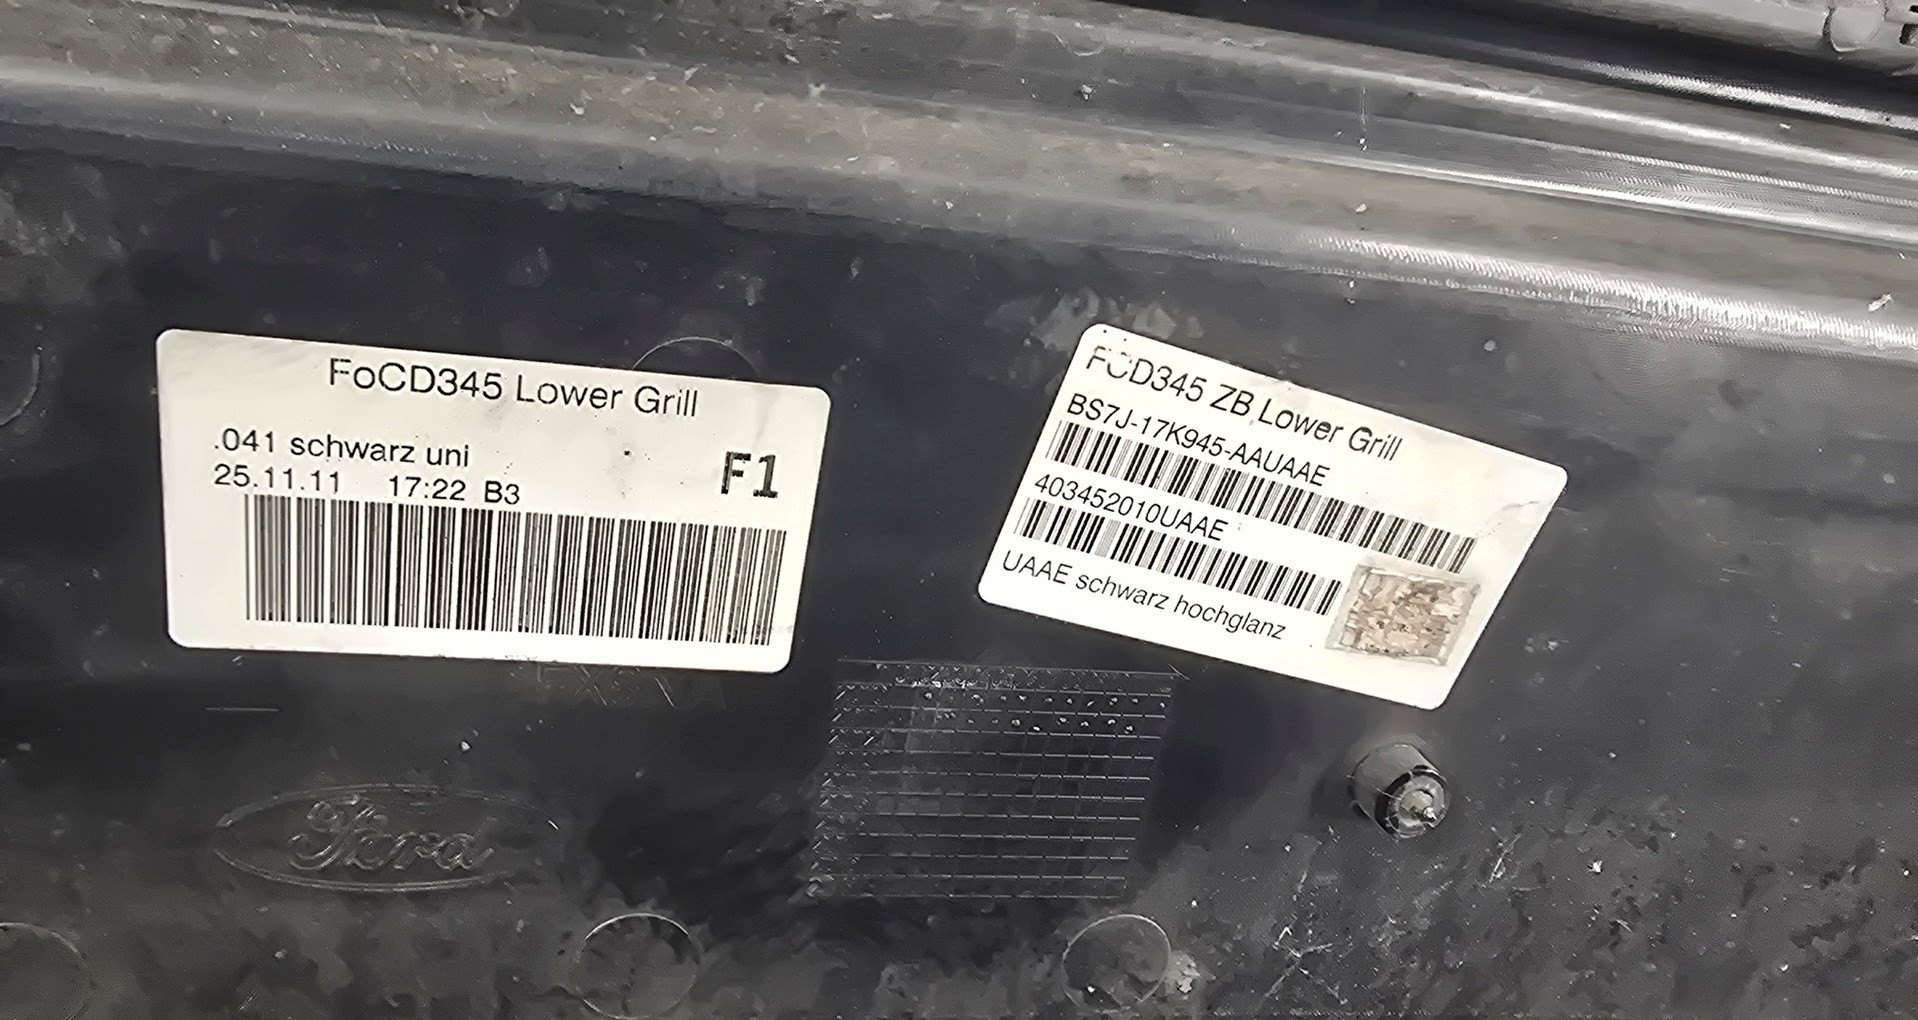 FoCD345 Lower Grill
.041 schwarz uni
F1
25.11.11 17:22 B3
FCD345 ZB Lower Grill
BS7J-17K945-AAUAAE
403452010UAAE
UAAE schwarz hochglanz
Ford